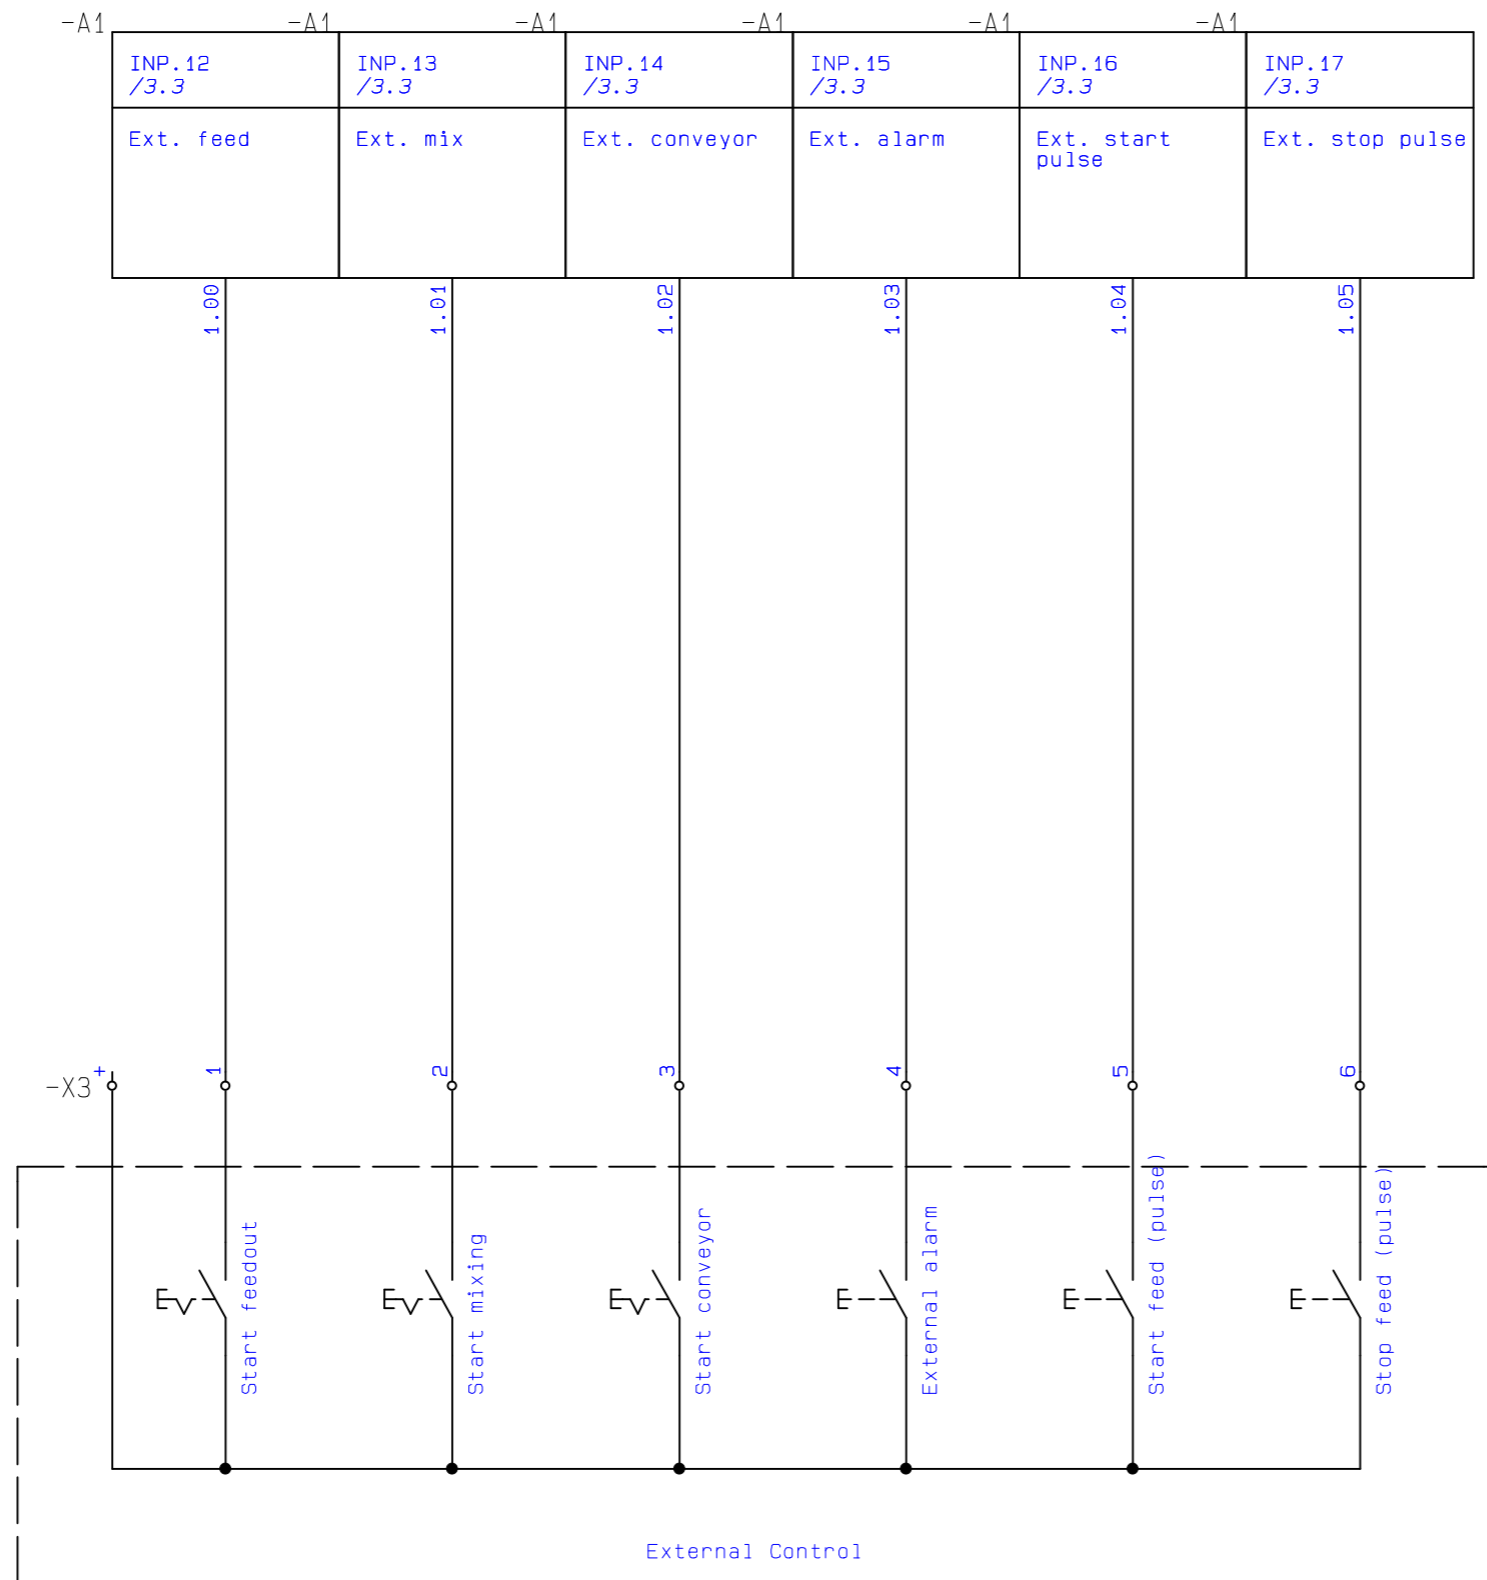 -A1 -A1 -A1 -A1 -A1 -A1
INP.12 INP.13 INP.14 INP.15 INP.16 INP.17
/3.3 /3.3 /3.3 /3.3 /3.3 /3.3
Ext. feed Ext. mix Ext. conveyor Ext. alarm Ext. start Ext. stop pulse
pulse
1.00 1.01 1.02 1.03 1.04 1.05
-X3 + 1 2 3 4 5 6
Start feedout
Start mixing
Start conveyor
External alarm
Start feed (pulse)
Stop feed (pulse)
External Control